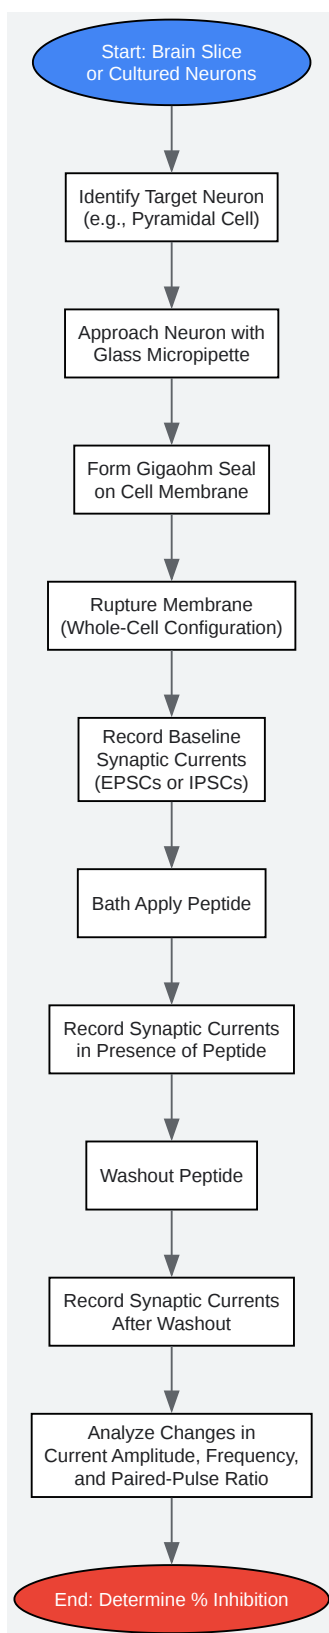 Start: Brain Slice
or Cultured Neurons
Identify Target Neuron
(e.g., Pyramidal Cell)
Approach Neuron with
Glass Micropipette
Form Gigaohm Seal
on Cell Membrane
Rupture Membrane
(Whole-Cell Configuration)
Record Baseline
Synaptic Currents
(EPSCs or IPSCs)
Bath Apply Peptide
Record Synaptic Currents
in Presence of Peptide
Washout Peptide
Record Synaptic Currents
After Washout
Analyze Changes in
Current Amplitude, Frequency,
and Paired-Pulse Ratio
End: Determine % Inhibition